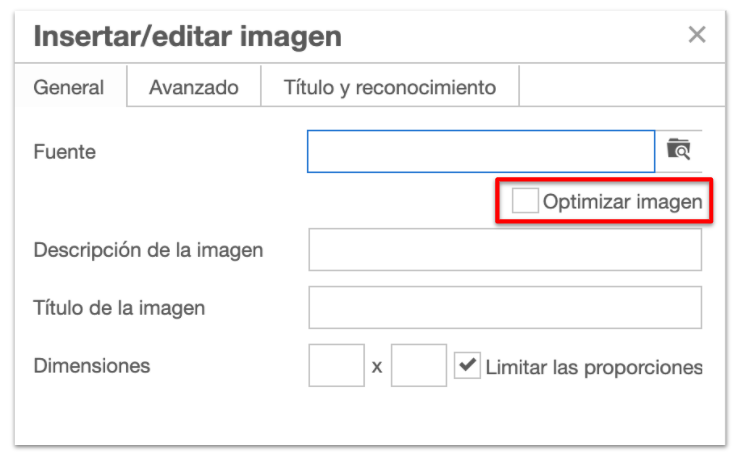 Insertar/editar imagen
General Avanzado Título y reconocimiento
Fuente
Optimizar imagen
Descripción de la imagen
Título de la imagen
Dimensiones x Limitar las proporciones